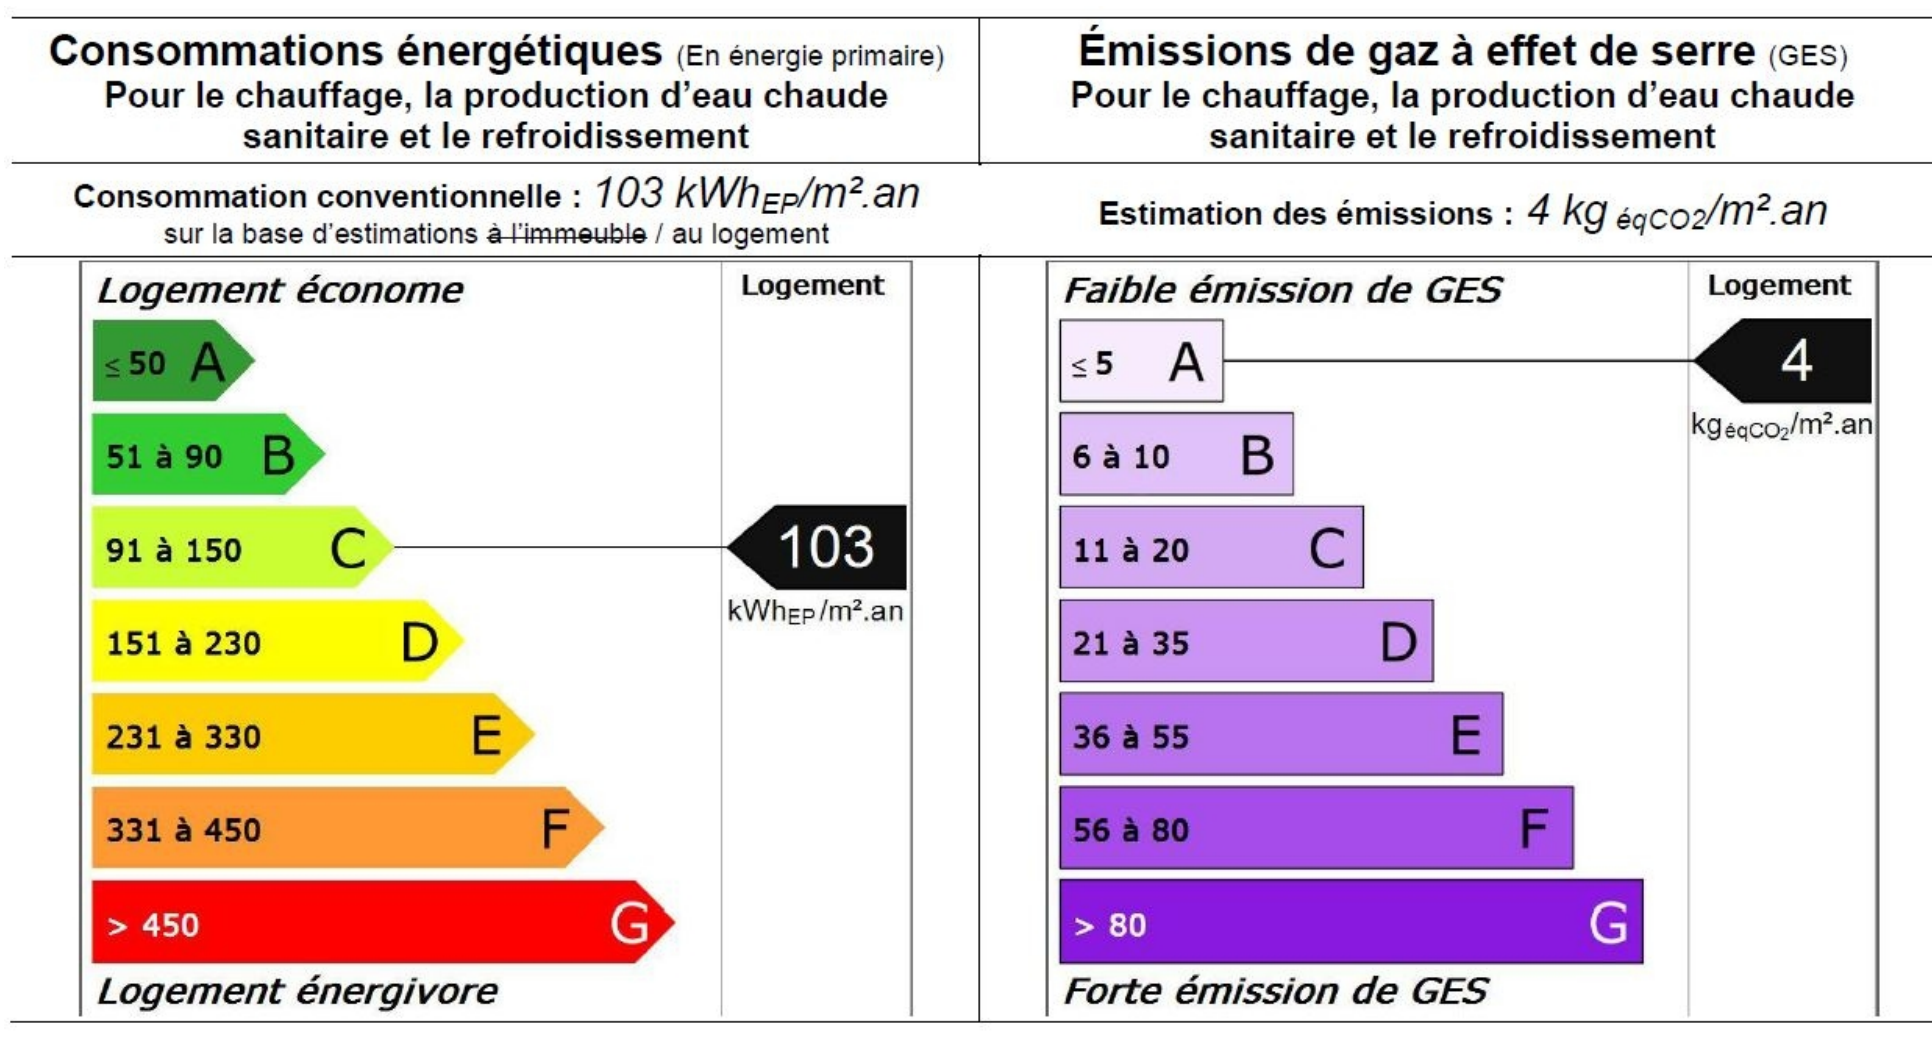 Consommations énergétiques (En énergie primaire)
Pour le chauffage, la production d’eau chaude
sanitaire et le refroidissement
Consommation conventionnelle : 103 kWhEP/m².an
sur la base d’estimations à l’immeuble / au logement
Logement économe
Logement
≤ 50 A
51 à 90 B
91 à 150 C
103
kWhEP/m².an
151 à 230 D
231 à 330 E
331 à 450 F
> 450 G
Logement énergivore
Émissions de gaz à effet de serre (GES)
Pour le chauffage, la production d’eau chaude
sanitaire et le refroidissement
Estimation des émissions : 4 kg éqCO2/m².an
Faible émission de GES
Logement
≤ 5 A
4
kgéqCO2/m².an
6 à 10 B
11 à 20 C
21 à 35 D
36 à 55 E
56 à 80 F
> 80 G
Forte émission de GES